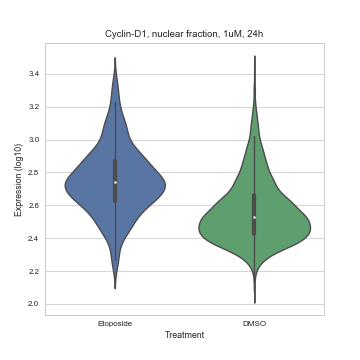 Cyclin-D1, nuclear fraction, 1uM, 24h
Expression (log10)
3.4
3.2
3.0
2.8
2.6
2.4
2.2
2.0
Etoposide
DMSO
Treatment